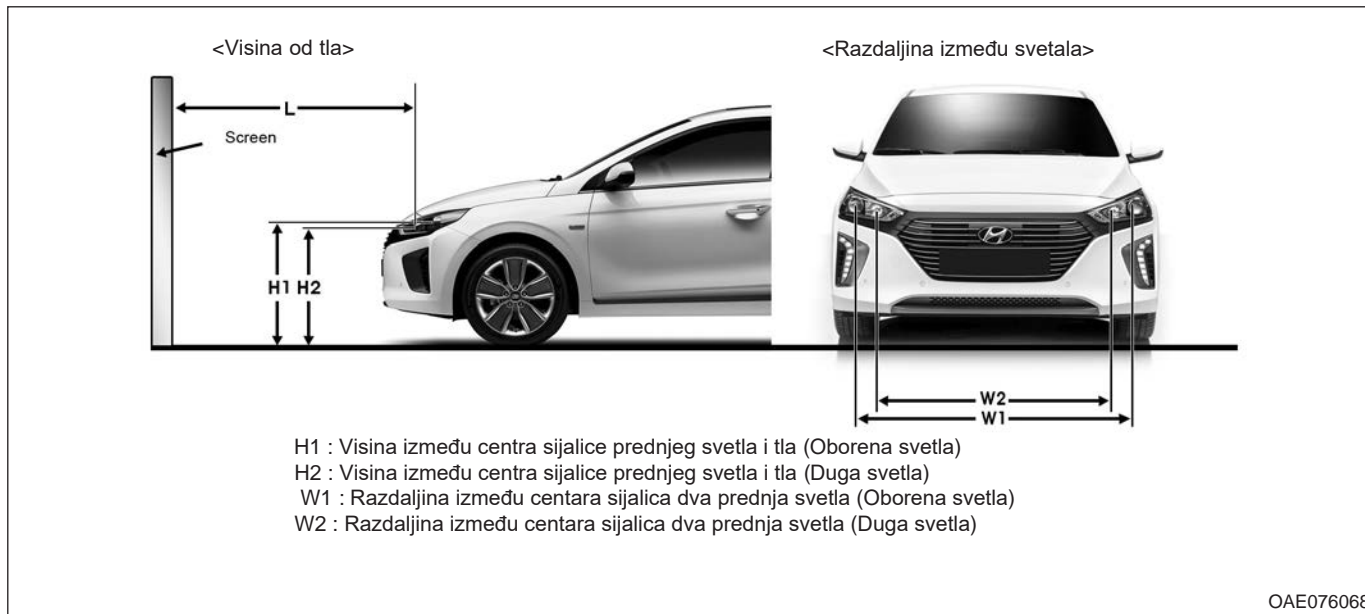 <Visina od tla>
<Razdaljina između svetala>
L
Screen
H1 H2
W2
W1
H1 : Visina između centra sijalice prednjeg svetla i tla (Oborena svetla)
H2 : Visina između centra sijalice prednjeg svetla i tla (Duga svetla)
W1 : Razdaljina između centara sijalica dva prednja svetla (Oborena svetla)
W2 : Razdaljina između centara sijalica dva prednja svetla (Duga svetla)
OAE076068